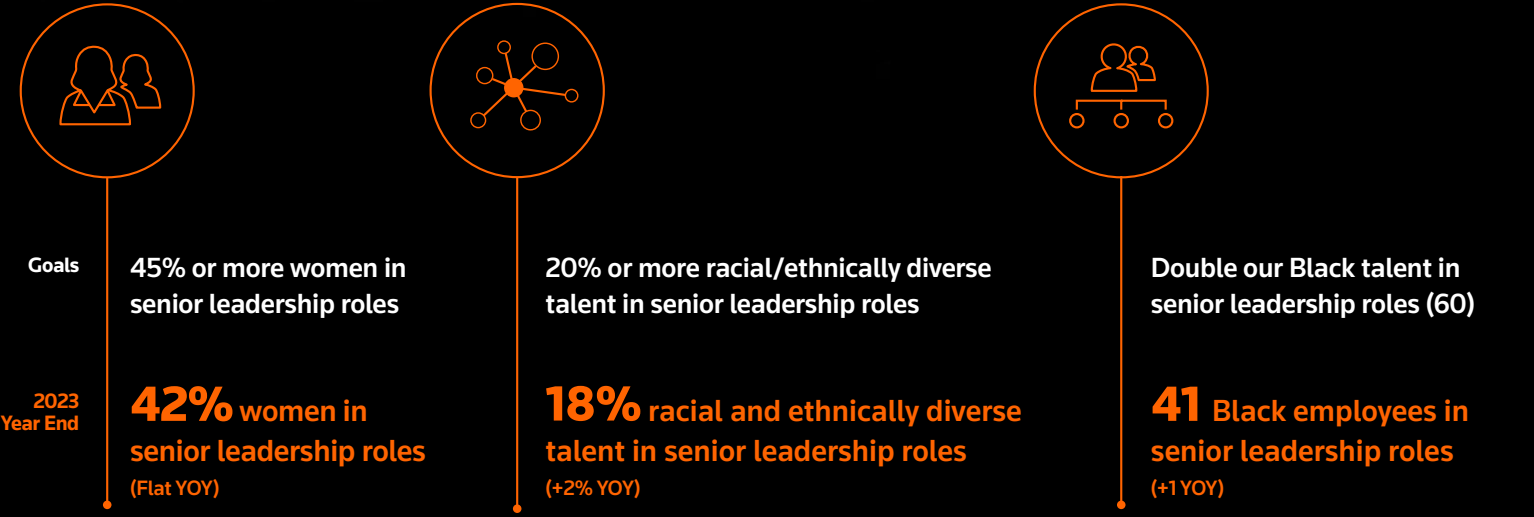 Goals
45% or more women in
senior leadership roles
20% or more racial/ethnically diverse
talent in senior leadership roles
Double our Black talent in
senior leadership roles (60)
2023
Year End
42% women in
senior leadership roles
(Flat YOY)
18% racial and ethnically diverse
talent in senior leadership roles
(+2% YOY)
41 Black employees in
senior leadership roles
(+1 YOY)